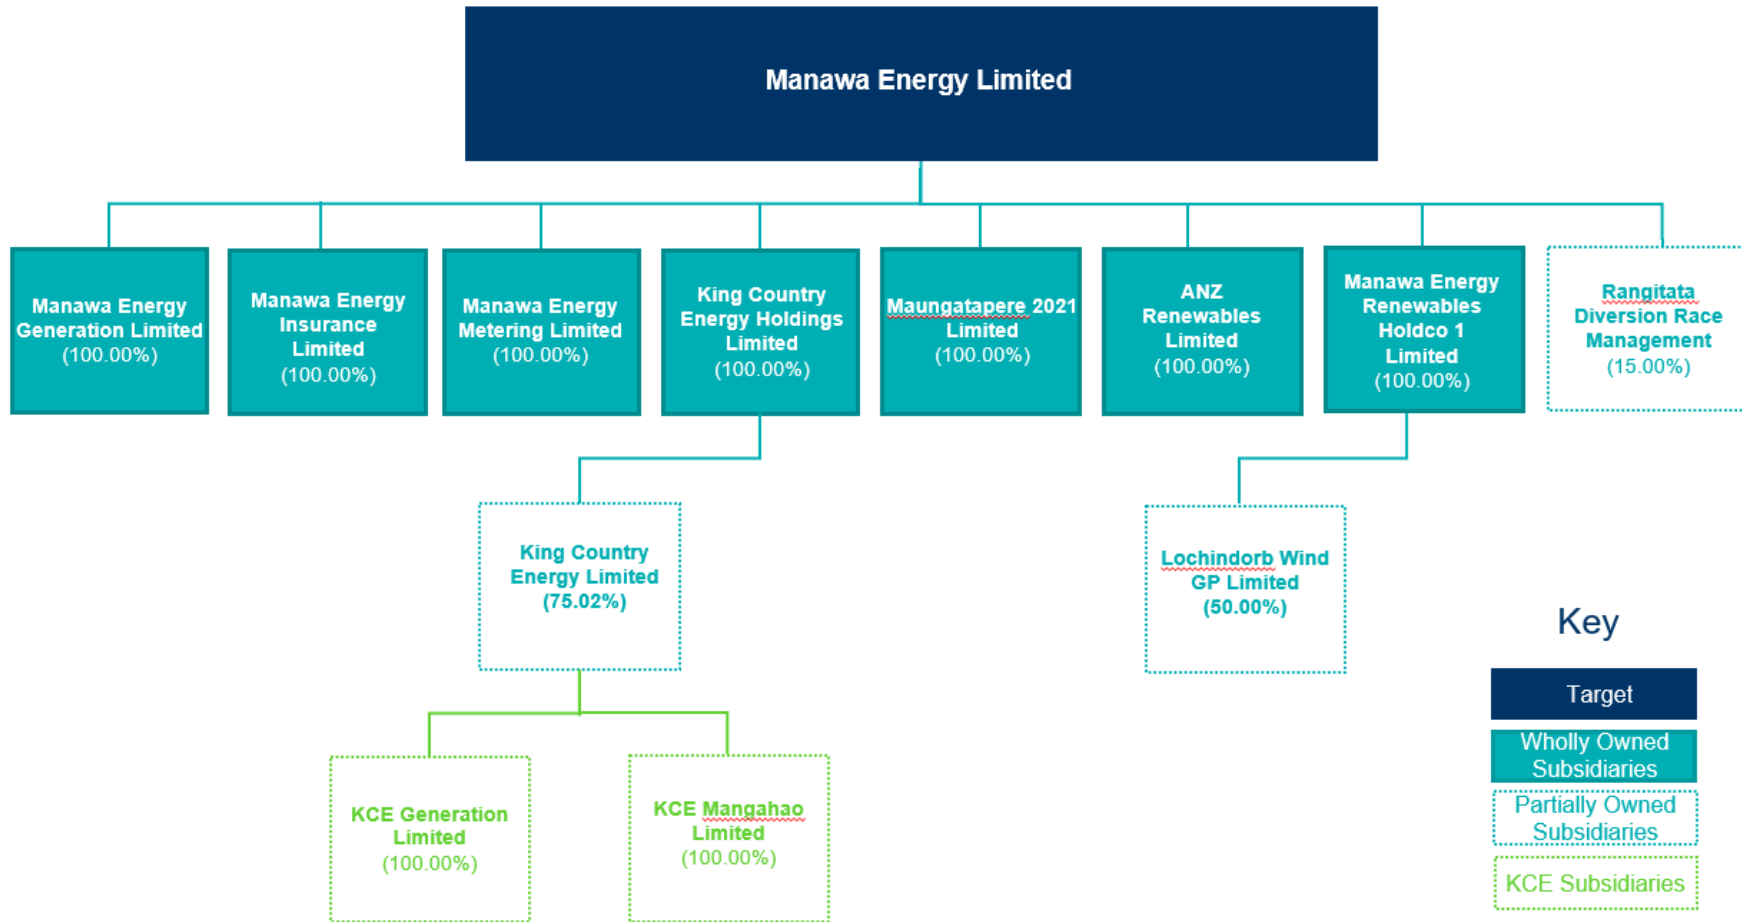 Manawa Energy Limited
Manawa Energy
Generation Limited
(100.00%)
Manawa Energy
Insurance
Limited
(100.00%)
Manawa Energy
Metering Limited
(100.00%)
King Country
Energy Holdings
Limited
(100.00%)
Maungatapere 2021
Limited
(100.00%)
ANZ
Renewables
Limited
(100.00%)
Manawa Energy
Renewables
Holdco 1
Limited
(100.00%)
Rangitata
Diversion Race
Management
(15.00%)
King Country
Energy Limited
(75.02%)
Lochindorb Wind
GP Limited
(50.00%)
KCE Generation
Limited
(100.00%)
KCE Mangahao
Limited
(100.00%)
Key
Target
Wholly Owned
Subsidiaries
Partially Owned
Subsidiaries
KCE Subsidiaries